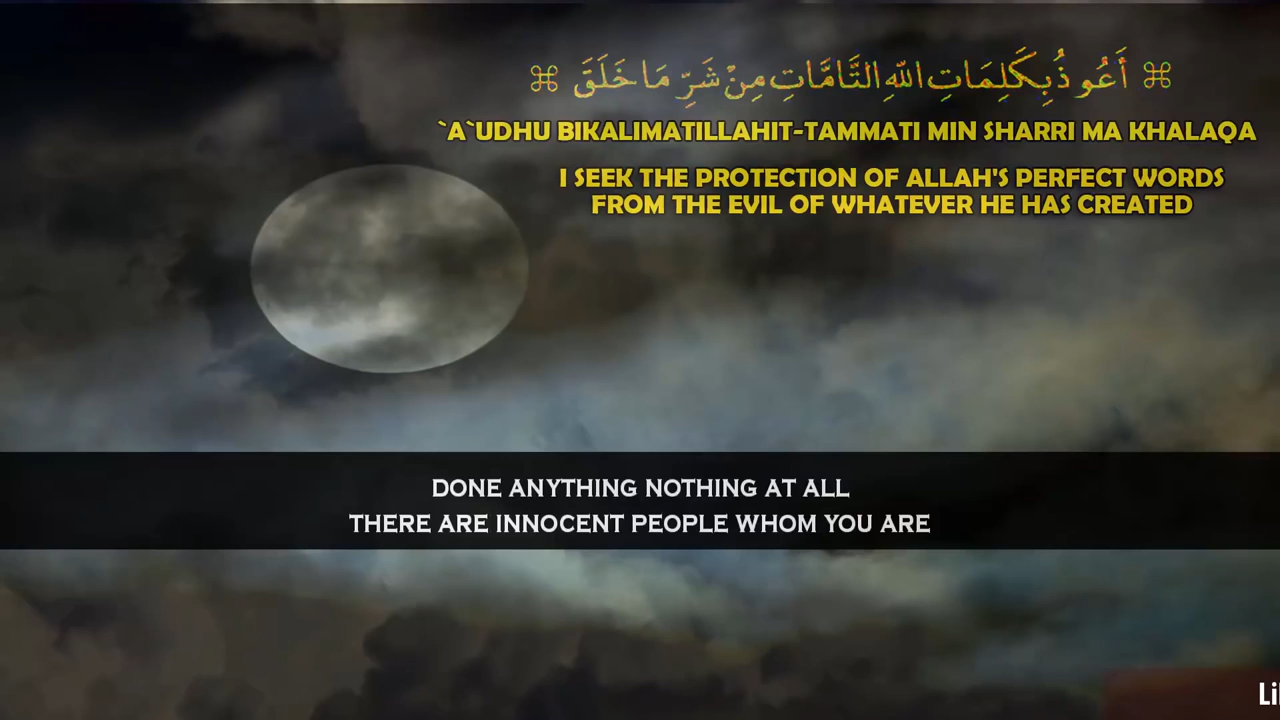 ⌘ أَعُوذُ بِكَلِمَاتِ اللّٰهِ التَّامَّاتِ مِنْ شَرِّ مَا خَلَقَ ⌘
`A`UDHU BIKALIMATILLAHIT-TAMMATI MIN SHARRI MA KHALAQA
I SEEK THE PROTECTION OF ALLAH'S PERFECT WORDS
FROM THE EVIL OF WHATEVER HE HAS CREATED
DONE ANYTHING NOTHING AT ALL
THERE ARE INNOCENT PEOPLE WHOM YOU ARE